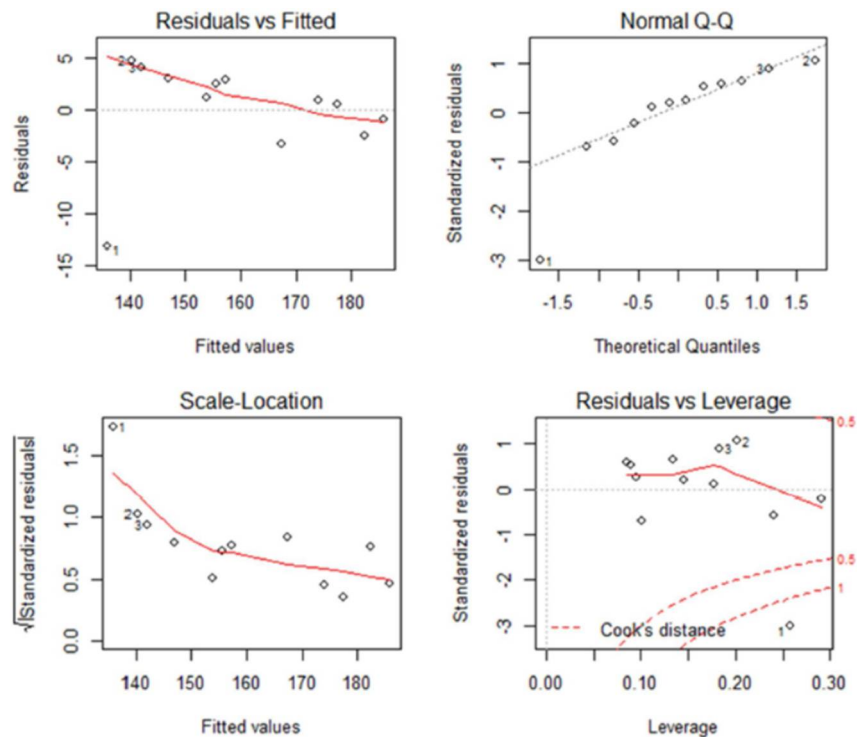 Residuals vs Fitted
Residuals
5
0
-5
-10
-15
2
3
1
140 150 160 170 180
Fitted values
Normal Q-Q
Standardized residuals
1
0
-1
-2
-3
3
2
1
-1.5 -0.5 0.5 1.0 1.5
Theoretical Quantiles
Scale-Location
√|Standardized residuals|
1.5
1.0
0.5
0.0
1
2
3
140 150 160 170 180
Fitted values
Residuals vs Leverage
Standardized residuals
1
0
-1
-2
-3
3
2
1
0.5
0.5
1
Cook's distance
0.00 0.10 0.20 0.30
Leverage